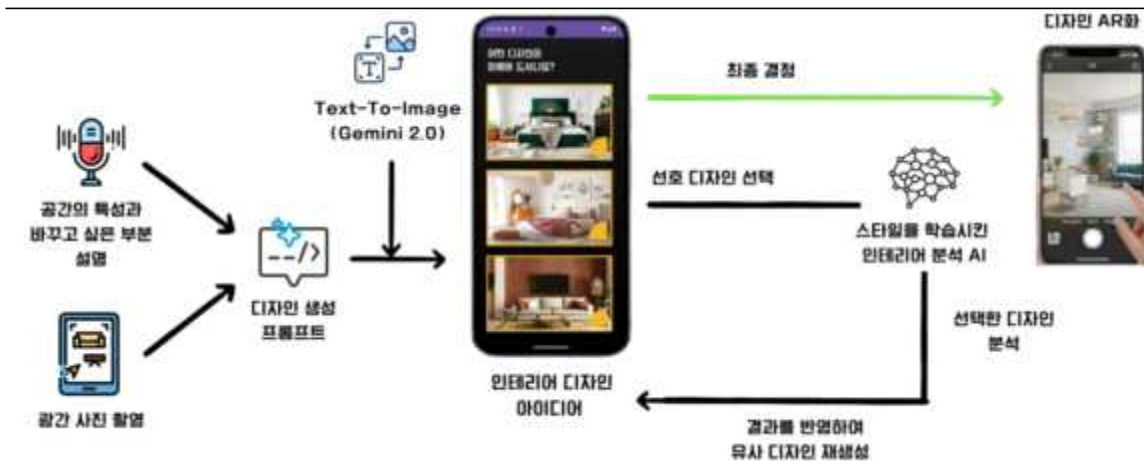 디자인 AR화
어떤 디자인이
마음에 드시나요?
최종 결정
T
Text-To-Image
(Gemini 2.0)
선호 디자인 선택
공간의 특성과
바꾸고 싶은 부분
설명
--/>
스타일을 학습시킨
인테리어 분석 AI
디자인 생성
프롬프트
선택한 디자인
분석
인테리어 디자인
아이디어
공간 사진 촬영
결과를 반영하여
유사 디자인 재생성